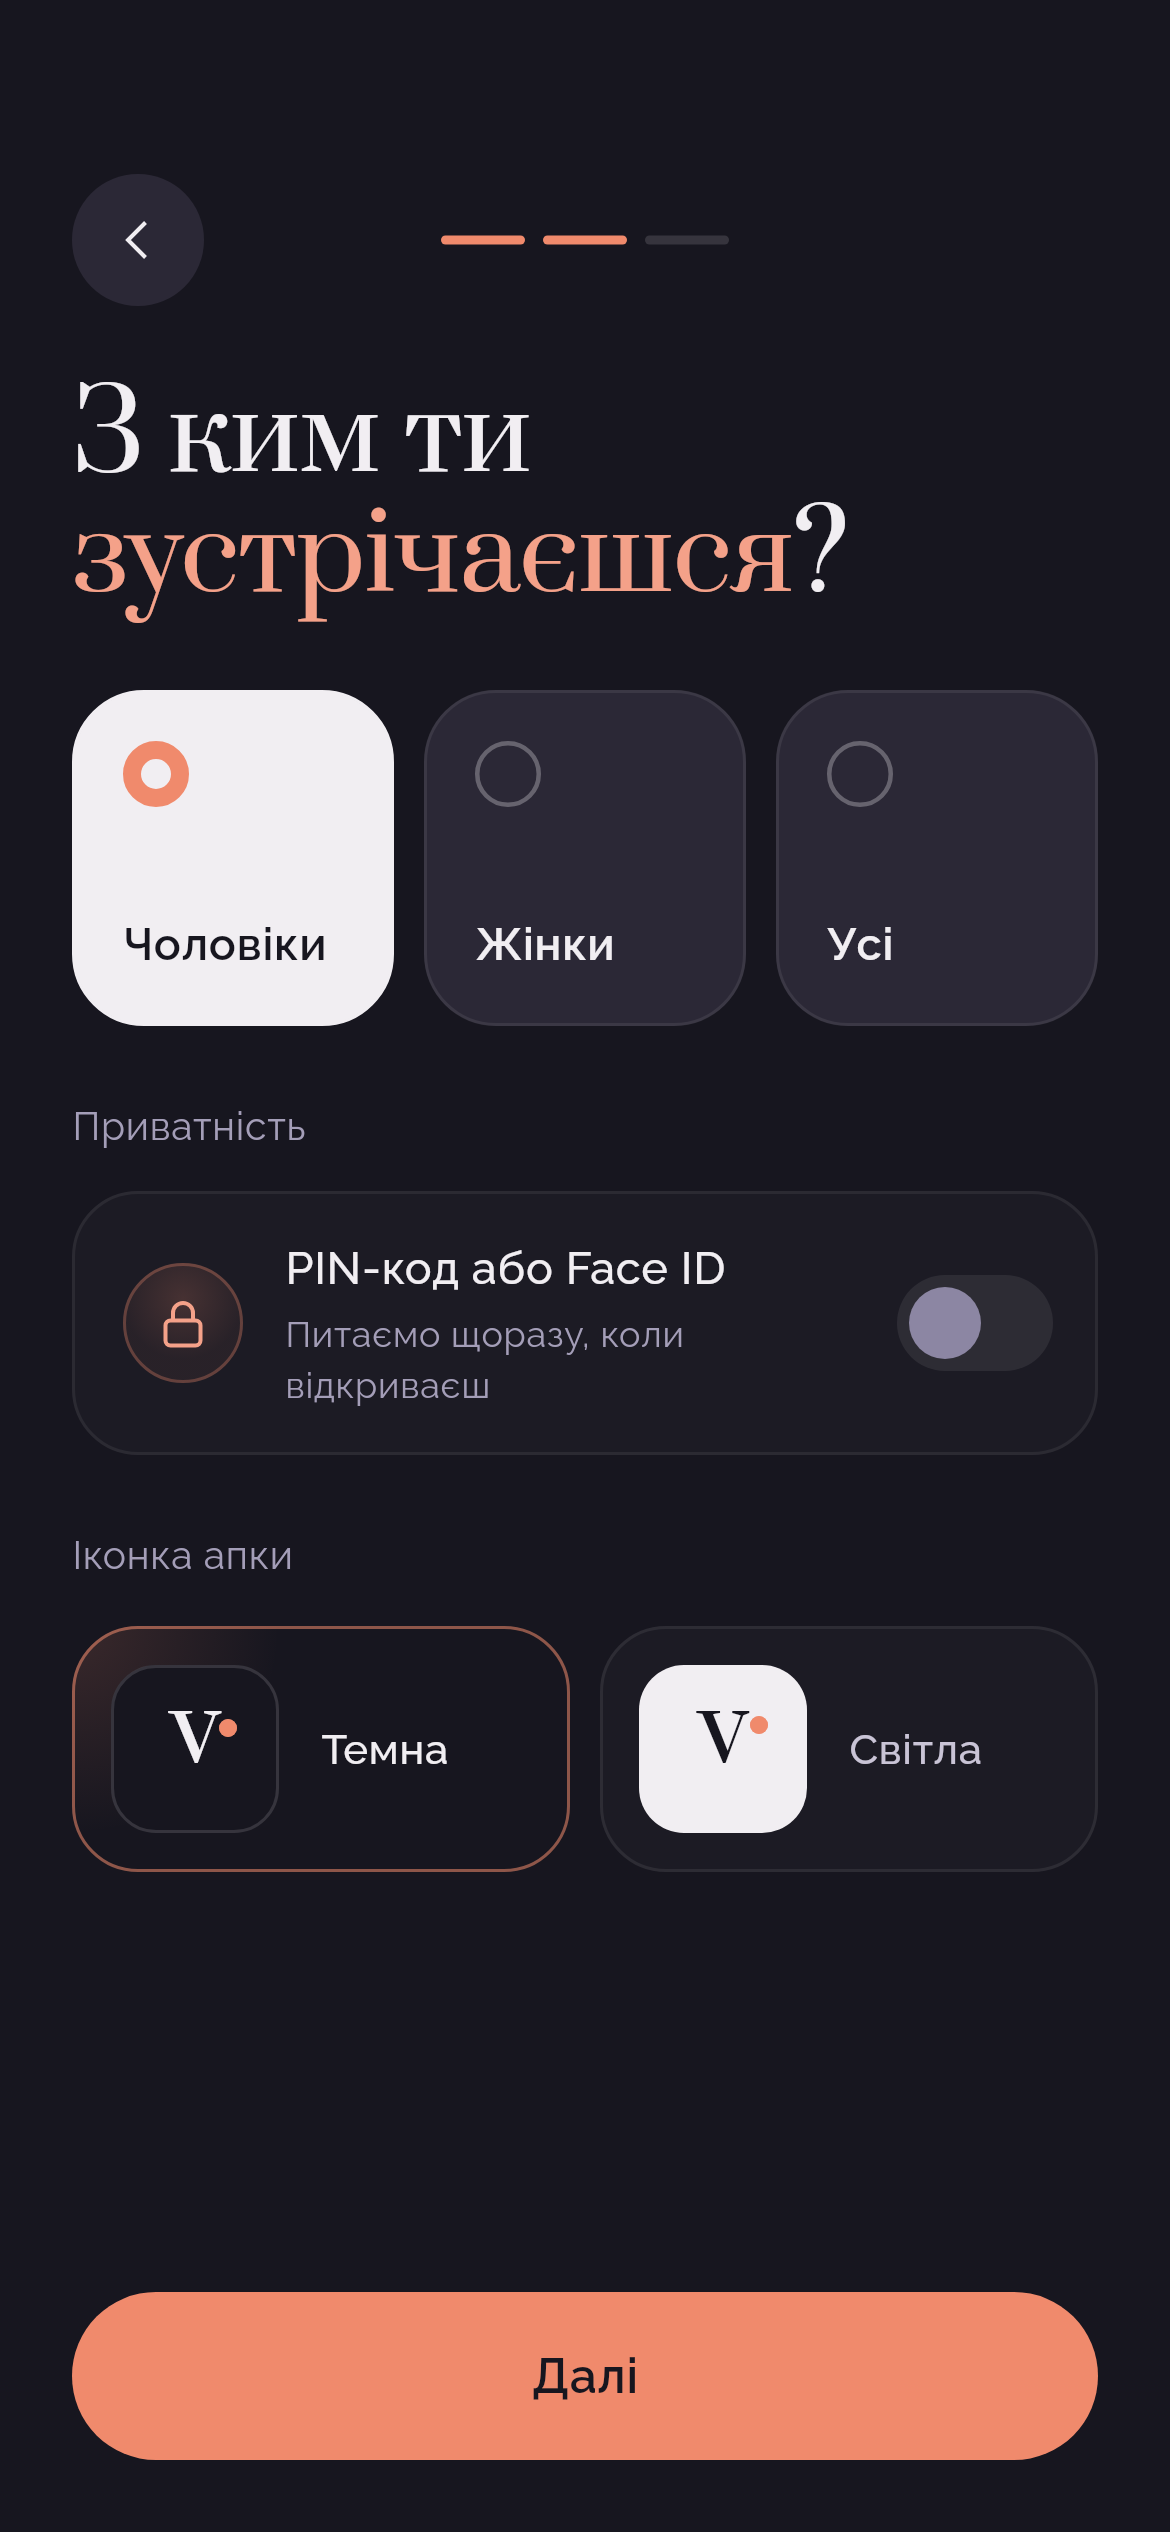 З ким ти
зустрічаєшся?
Чоловіки
Жінки
Усі
Приватність
PIN-код або Face ID
Питаємо щоразу, коли
відкриваєш
Іконка апки
V
Темна
V
Світла
Далі